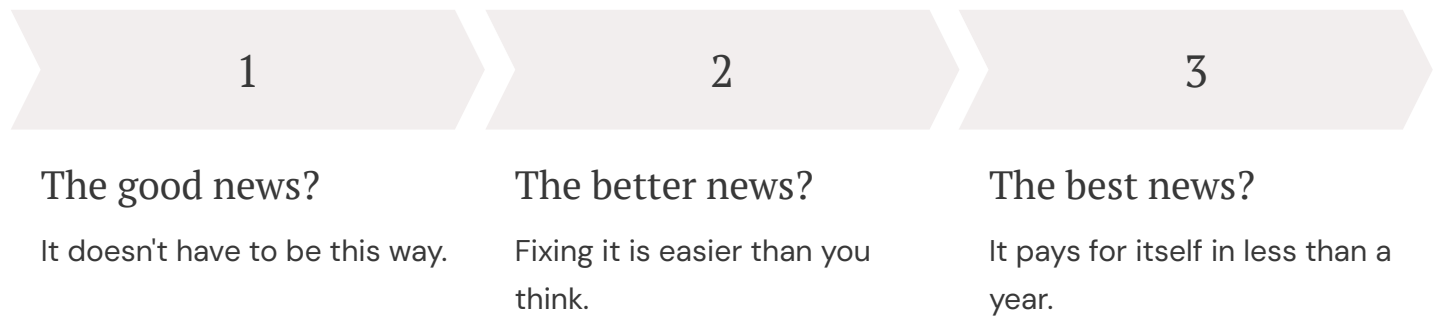 1
The good news?
It doesn't have to be this way.
2
The better news?
Fixing it is easier than you
think.
3
The best news?
It pays for itself in less than a
year.